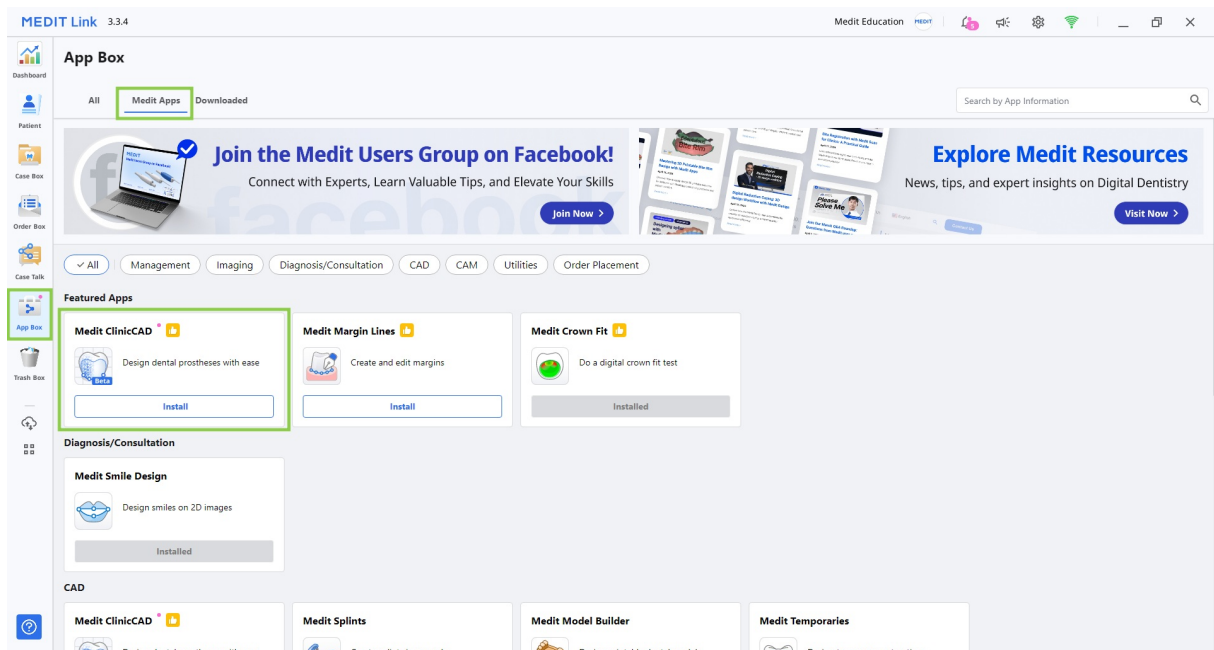 MEDIT Link 3.3.4
Medit Education
MEDIT
5
Dashboard
Patient
Case Box
Order Box
Case Talk
App Box
Trash Box
App Box
All
Medit Apps
Downloaded
Search by App Information
Join the Medit Users Group on Facebook!
Connect with Experts, Learn Valuable Tips, and Elevate Your Skills
Join Now >
Explore Medit Resources
News, tips, and expert insights on Digital Dentistry
Visit Now >
All
Management
Imaging
Diagnosis/Consultation
CAD
CAM
Utilities
Order Placement
Featured Apps
Medit ClinicCAD
Design dental prostheses with ease
Beta
Install
Medit Margin Lines
Create and edit margins
Install
Medit Crown Fit
Do a digital crown fit test
Installed
Diagnosis/Consultation
Medit Smile Design
Design smiles on 2D images
Installed
CAD
Medit ClinicCAD
Medit Splints
Medit Model Builder
Medit Temporaries